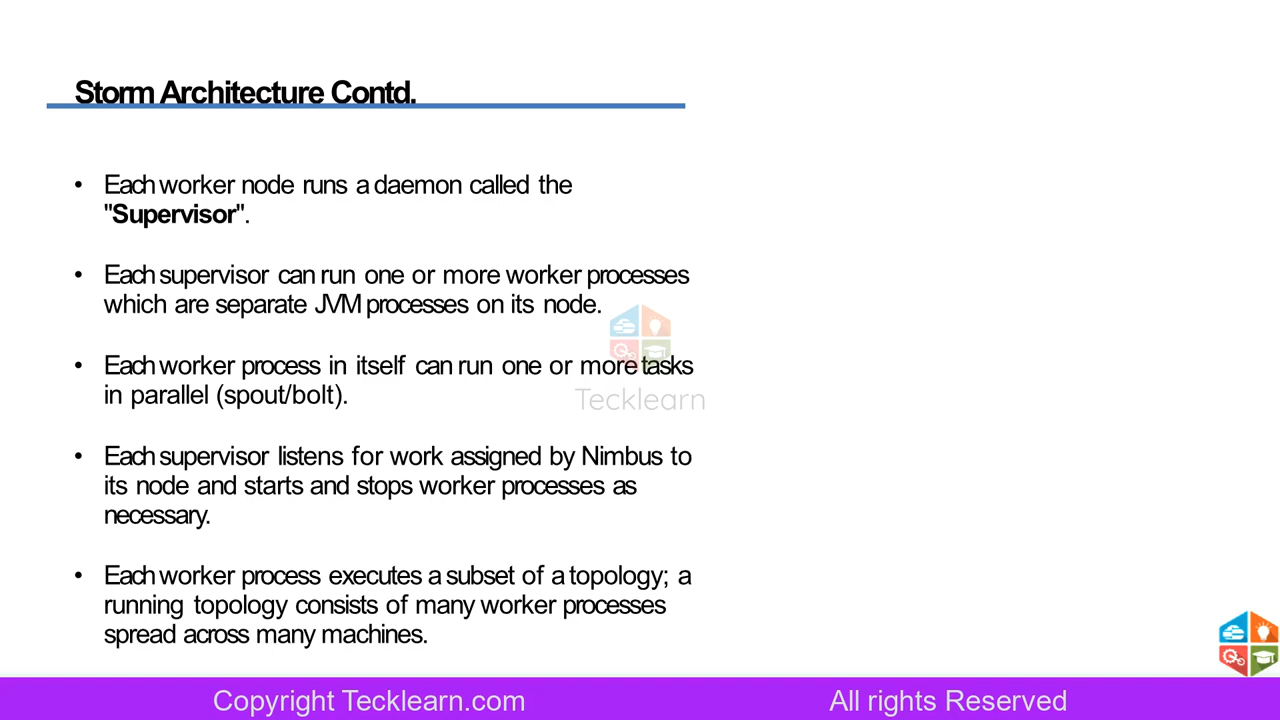 Storm Architecture Contd.
• Each worker node runs a daemon called the
"Supervisor".
• Each supervisor can run one or more worker processes
which are separate JVM processes on its node.
• Each worker process in itself can run one or more tasks
in parallel (spout/bolt).
Tecklearn
• Each supervisor listens for work assigned by Nimbus to
its node and starts and stops worker processes as
necessary.
• Each worker process executes a subset of a topology; a
running topology consists of many worker processes
spread across many machines.
Copyright Tecklearn.com All rights Reserved